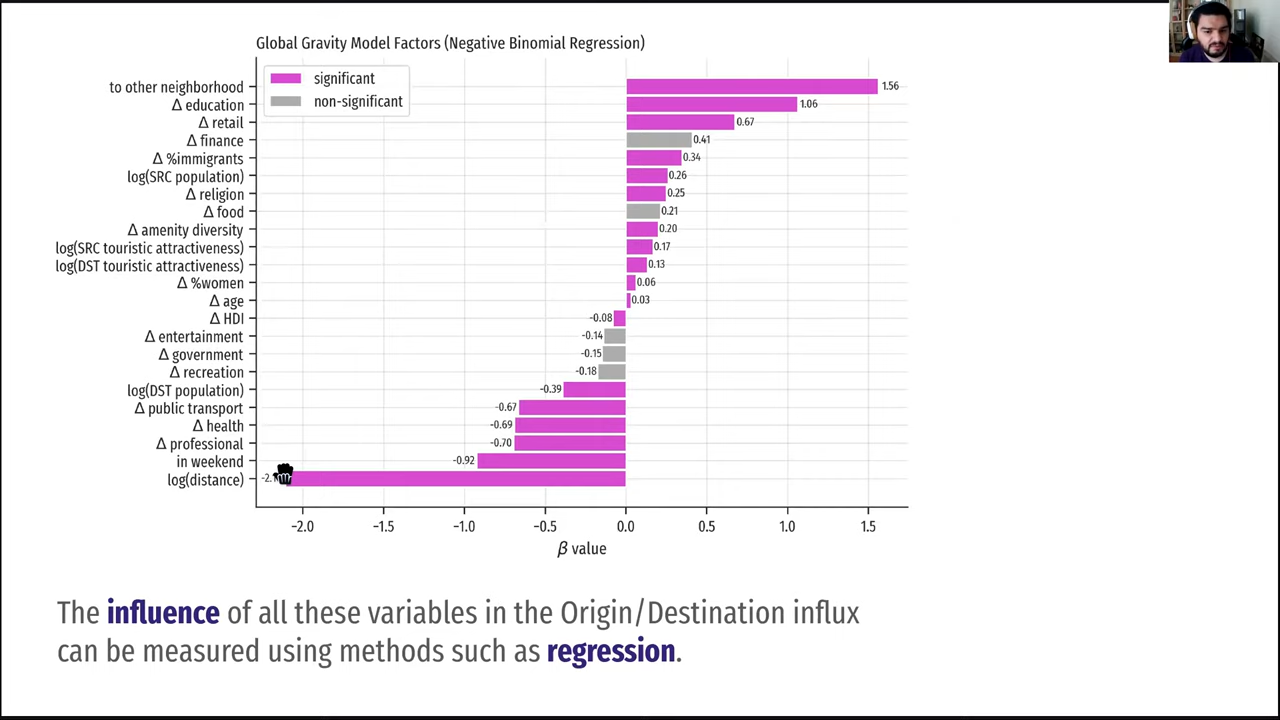 Global Gravity Model Factors (Negative Binomial Regression)
significant
non-significant
to other neighborhood 1.56
Δ education 1.06
Δ retail 0.67
Δ finance 0.41
Δ %immigrants 0.34
log(SRC population) 0.26
Δ religion 0.25
Δ food 0.21
Δ amenity diversity 0.20
log(SRC touristic attractiveness) 0.17
log(DST touristic attractiveness) 0.13
Δ %women 0.06
Δ age 0.03
Δ HDI -0.08
Δ entertainment -0.14
Δ government -0.15
Δ recreation -0.18
log(DST population) -0.39
Δ public transport -0.67
Δ health -0.69
Δ professional -0.70
in weekend -0.92
log(distance)
-2.0 -1.5 -1.0 -0.5 0.0 0.5 1.0 1.5
β value
The influence of all these variables in the Origin/Destination influx
can be measured using methods such as regression.